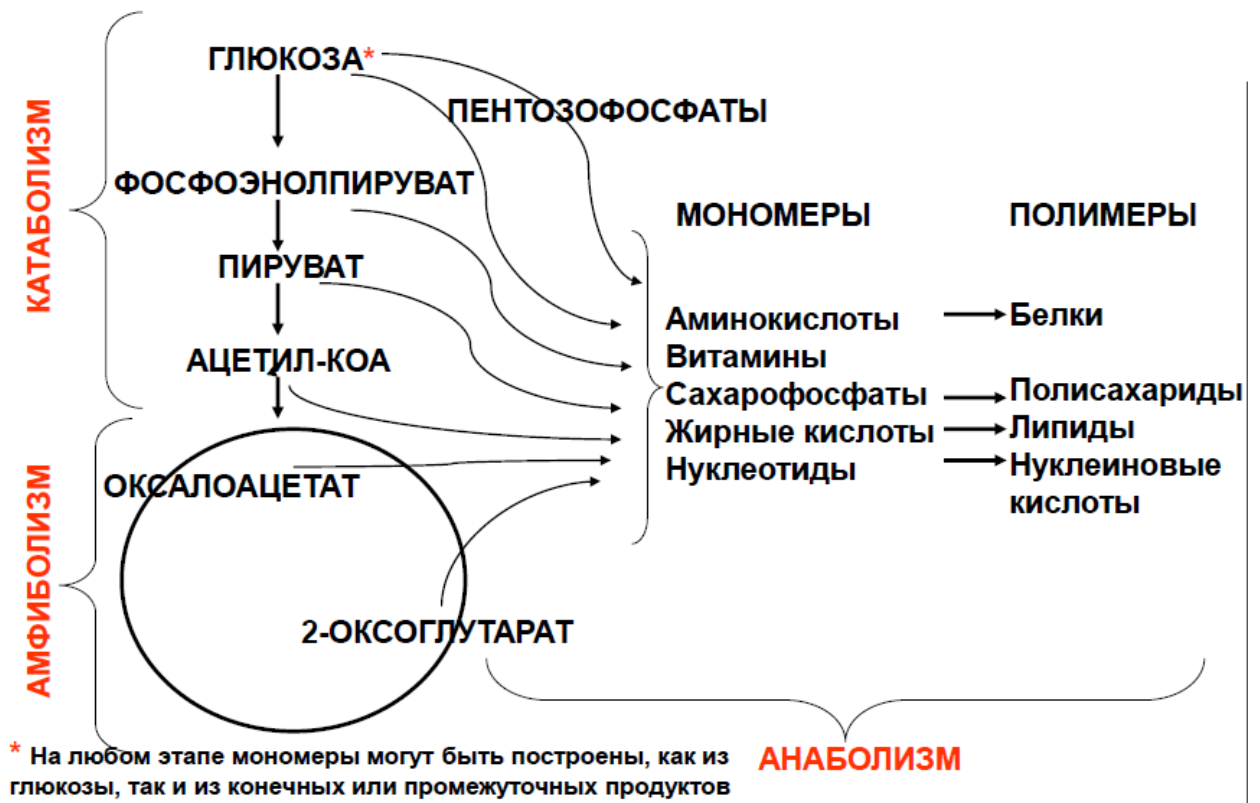 КАТАБОЛИЗМ
ГЛЮКОЗА*
ПЕНТОЗОФОСФАТЫ
ФОСФОЭНОЛПИРУВАТ
ПИРУВАТ
АЦЕТИЛ-КОА
АМФИБОЛИЗМ
ОКСАЛОАЦЕТАТ
2-ОКСОГЛУТАРАТ
МОНОМЕРЫ
ПОЛИМЕРЫ
Аминокислоты
Белки
Витамины
Сахарофосфаты
Полисахариды
Жирные кислоты
Липиды
Нуклеотиды
Нуклеиновые
кислоты
АНАБОЛИЗМ
* На любом этапе мономеры могут быть построены, как из
глюкозы, так и из конечных или промежуточных продуктов